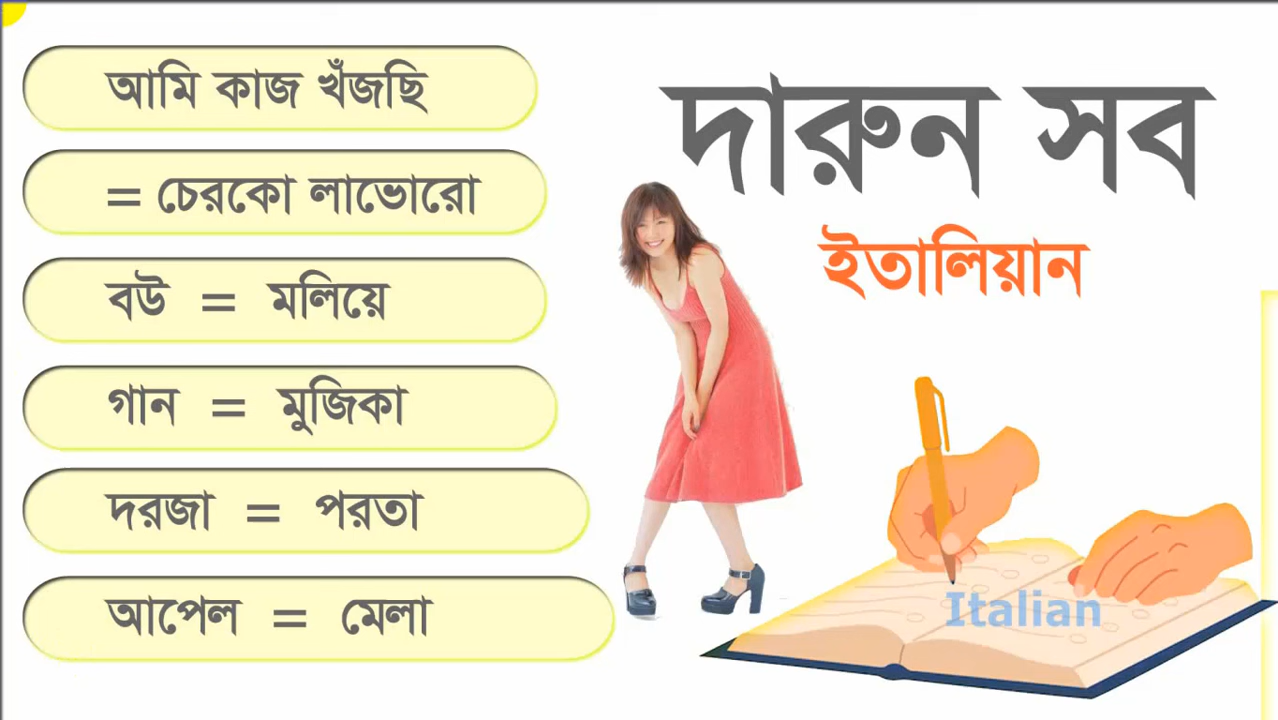 আমি কাজ খঁজছি
= চেরকো লাভোরো
বউ = মলিয়ে
গান = মুজিকা
দরজা = পরতা
আপেল = মেলা
দারুন সব
ইতালিয়ান
Italian